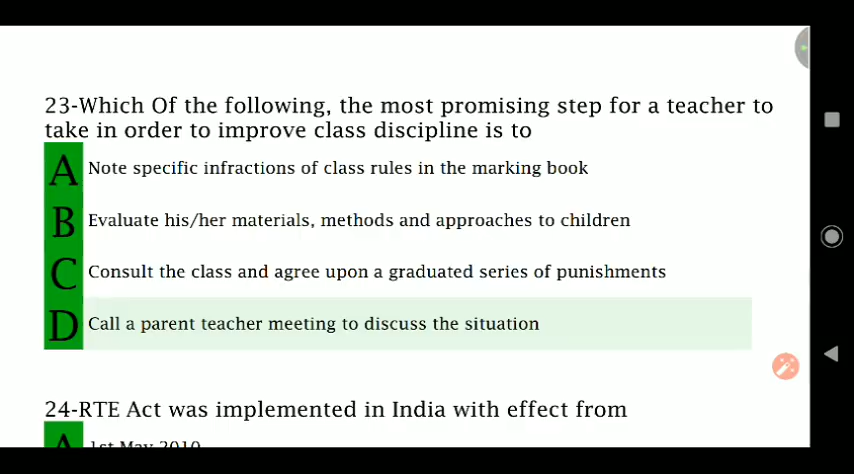 23-Which Of the following, the most promising step for a teacher to
take in order to improve class discipline is to
A Note specific infractions of class rules in the marking book
B Evaluate his/her materials, methods and approaches to children
C Consult the class and agree upon a graduated series of punishments
D Call a parent teacher meeting to discuss the situation
24-RTE Act was implemented in India with effect from
A 1st May 2010